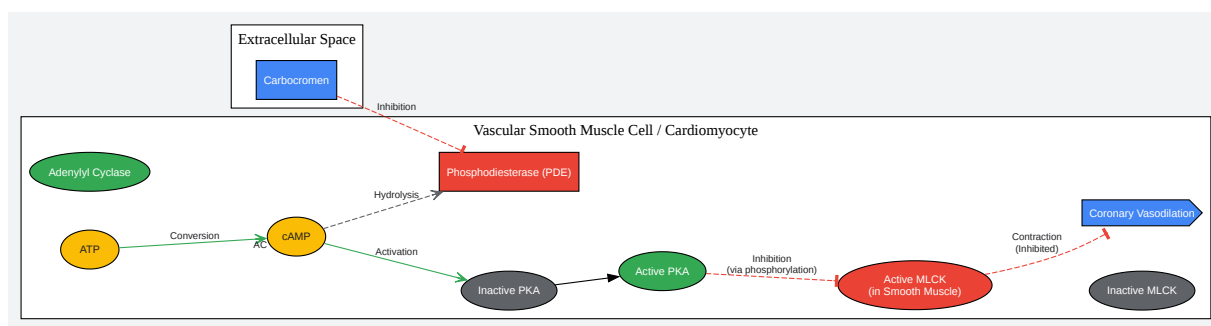 Extracellular Space
Carbocromen
Inhibition
Vascular Smooth Muscle Cell / Cardiomyocyte
Adenylyl Cyclase
Phosphodiesterase (PDE)
Hydrolysis
Coronary Vasodilation
ATP
Conversion
AC
cAMP
Activation
Contraction
(Inhibited)
Inactive PKA
Active PKA
Inhibition
(via phosphorylation)
Active MLCK
(in Smooth Muscle)
Inactive MLCK